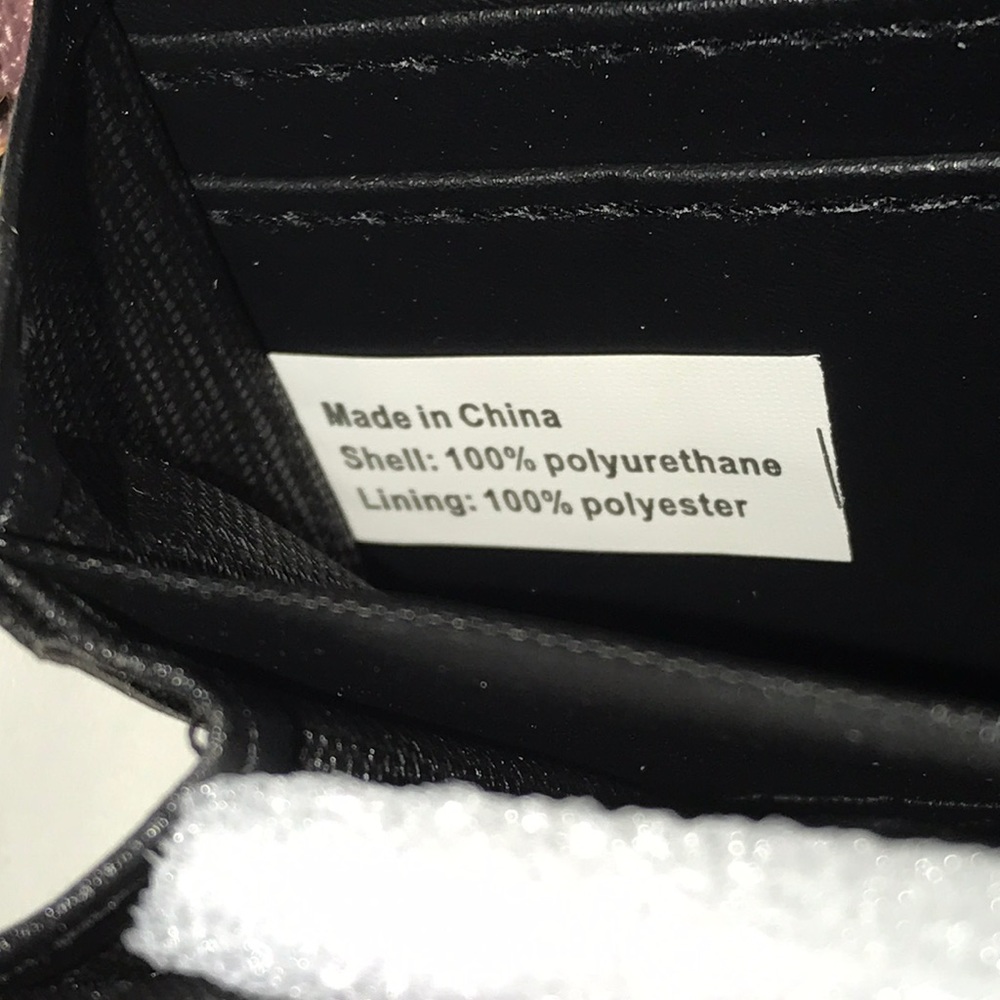 Made in China
Shell: 100% polyurethane
Lining: 100% polyester